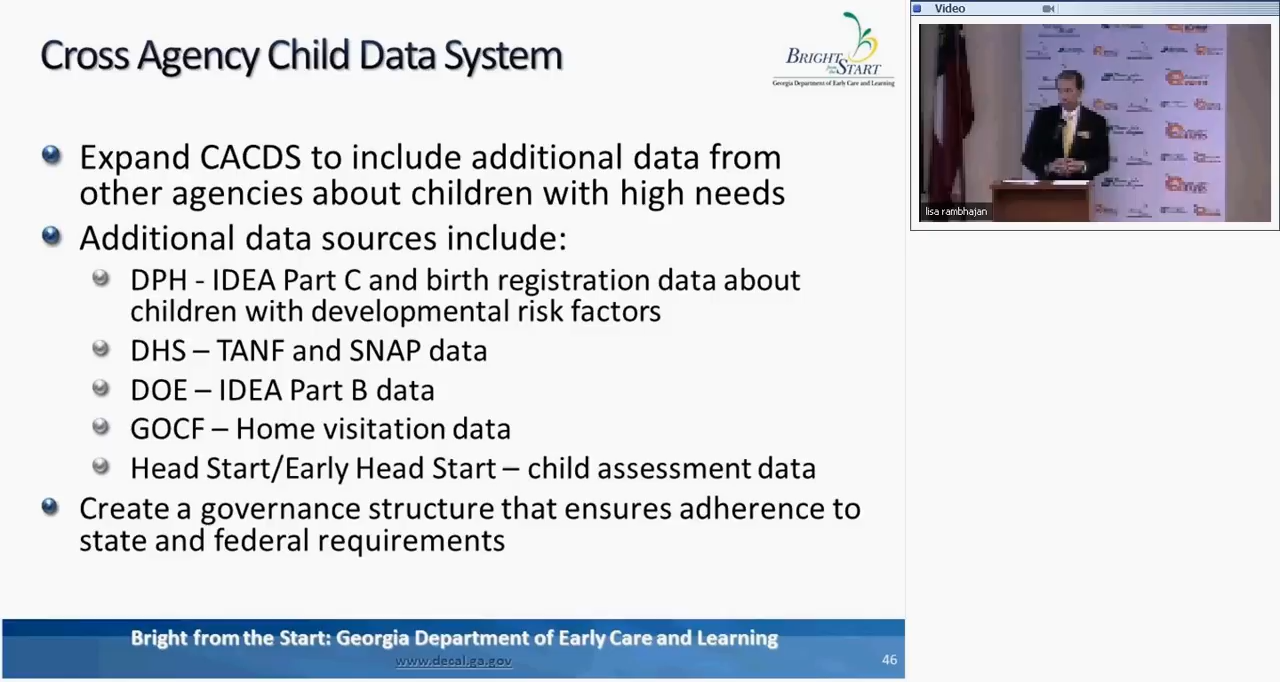 Cross Agency Child Data System
BRIGHT
from the
START
Georgia Department of Early Care and Learning
Expand CACDS to include additional data from
other agencies about children with high needs
Additional data sources include:
DPH - IDEA Part C and birth registration data about
children with developmental risk factors
DHS – TANF and SNAP data
DOE – IDEA Part B data
GOCF – Home visitation data
Head Start/Early Head Start – child assessment data
Create a governance structure that ensures adherence to
state and federal requirements
Bright from the Start: Georgia Department of Early Care and Learning
www.decal.ga.gov
46
Video
lisa rambhajan